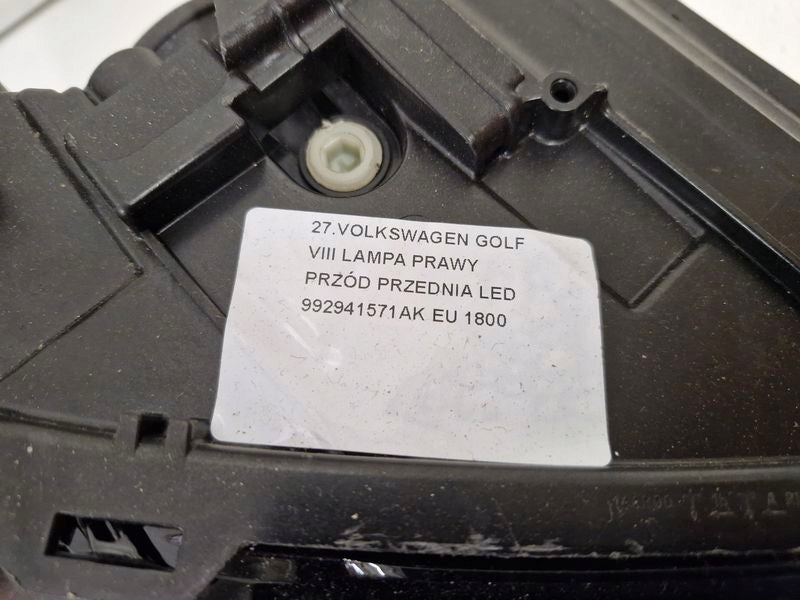 27.VOLKSWAGEN GOLF
VIII LAMPA PRAWY
PRZÓD PRZEDNIA LED
992941571AK EU 1800